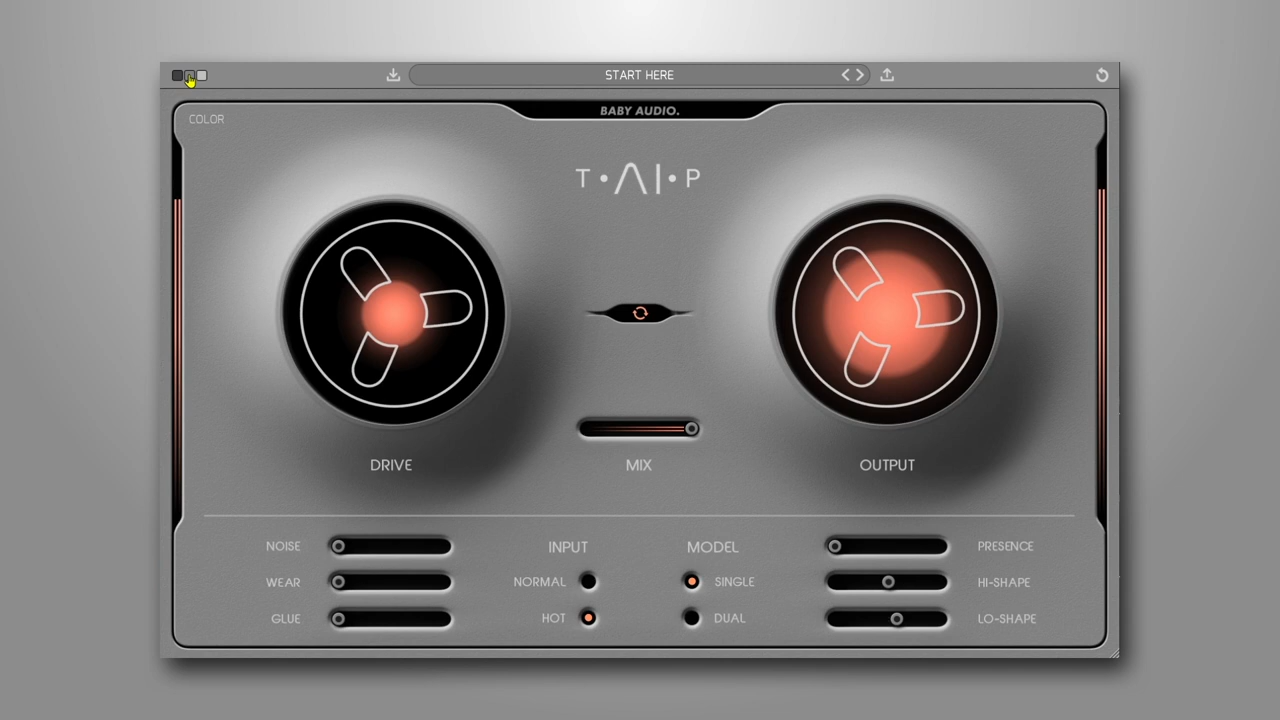 START HERE
BABY AUDIO.
COLOR
T•AI•P
DRIVE
MIX
OUTPUT
NOISE
INPUT
MODEL
PRESENCE
WEAR
NORMAL
SINGLE
HI-SHAPE
GLUE
HOT
DUAL
LO-SHAPE